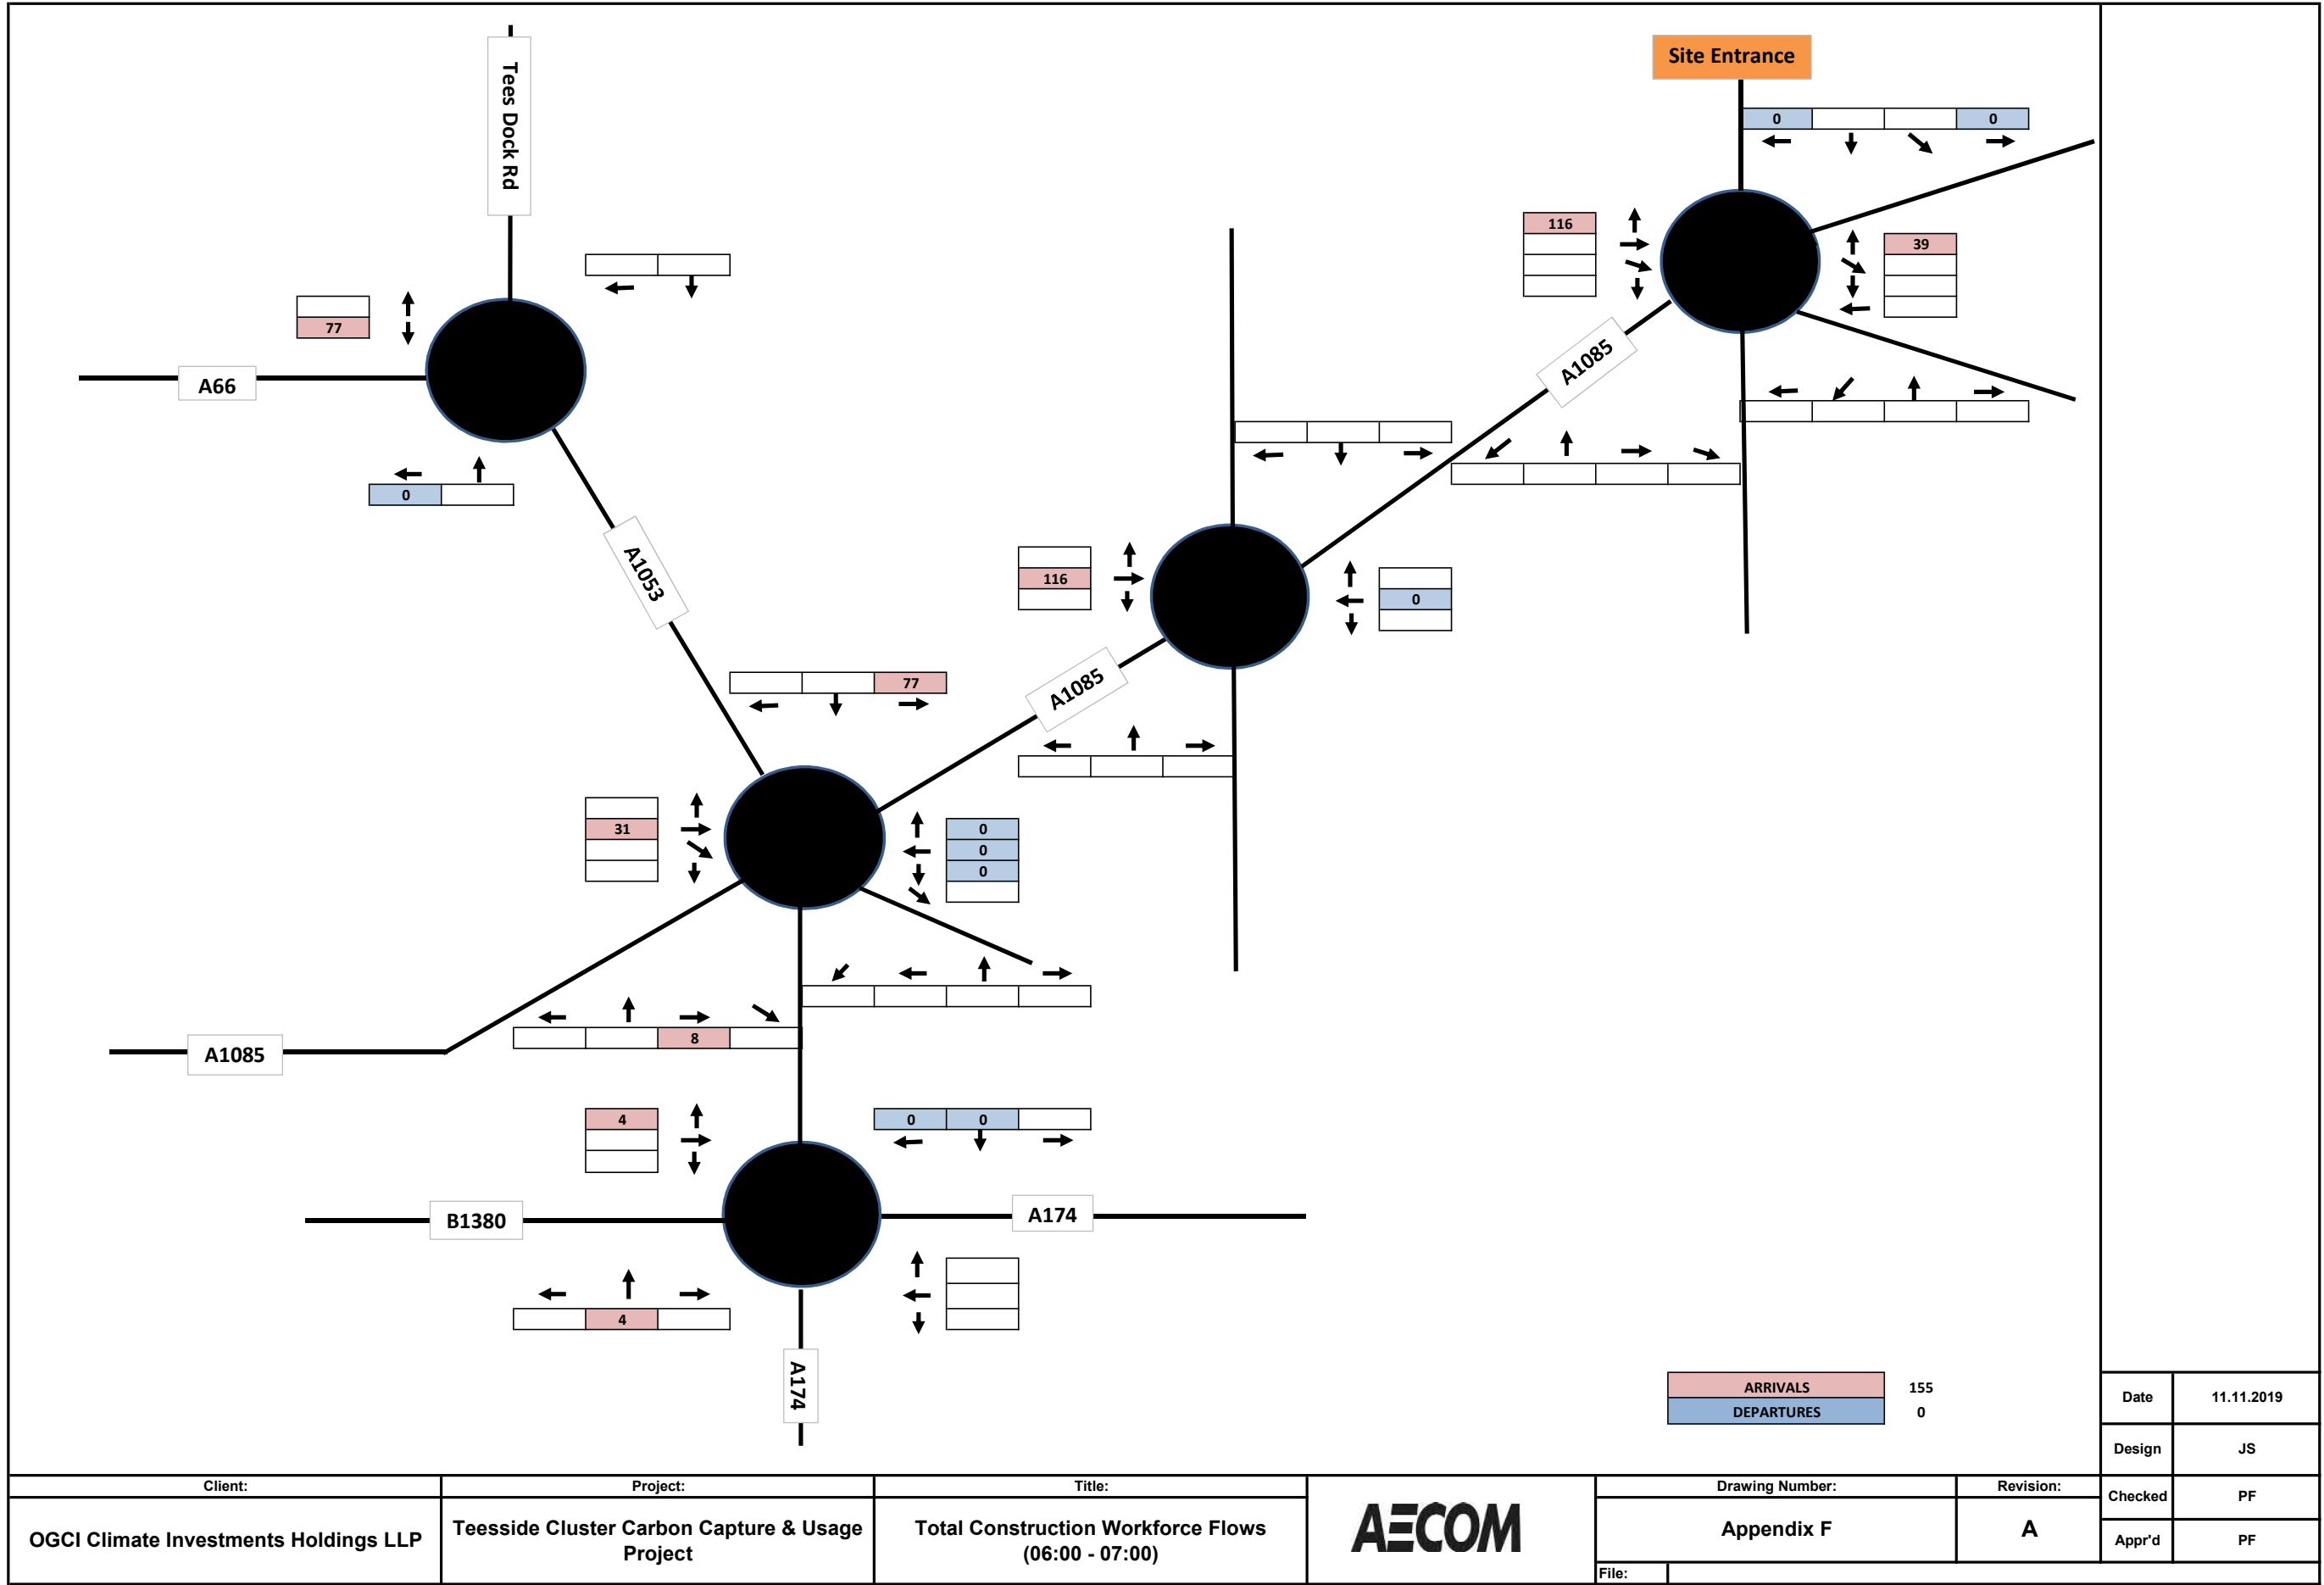 Site Entrance
Tees Dock Rd
0 0
116
39
77
A66
A1085
0
A1053
116
0
77
A1085
31
0
0
0
8
A1085
4
0 0
B1380
A174
4
A174
ARRIVALS 155
DEPARTURES 0
Date 11.11.2019
Design JS
Checked PF
Appr'd PF
Client:
OGCI Climate Investments Holdings LLP
Project:
Teesside Cluster Carbon Capture & Usage
Project
Title:
Total Construction Workforce Flows
(06:00 - 07:00)
AECOM
Drawing Number:
Appendix F
Revision:
A
File: